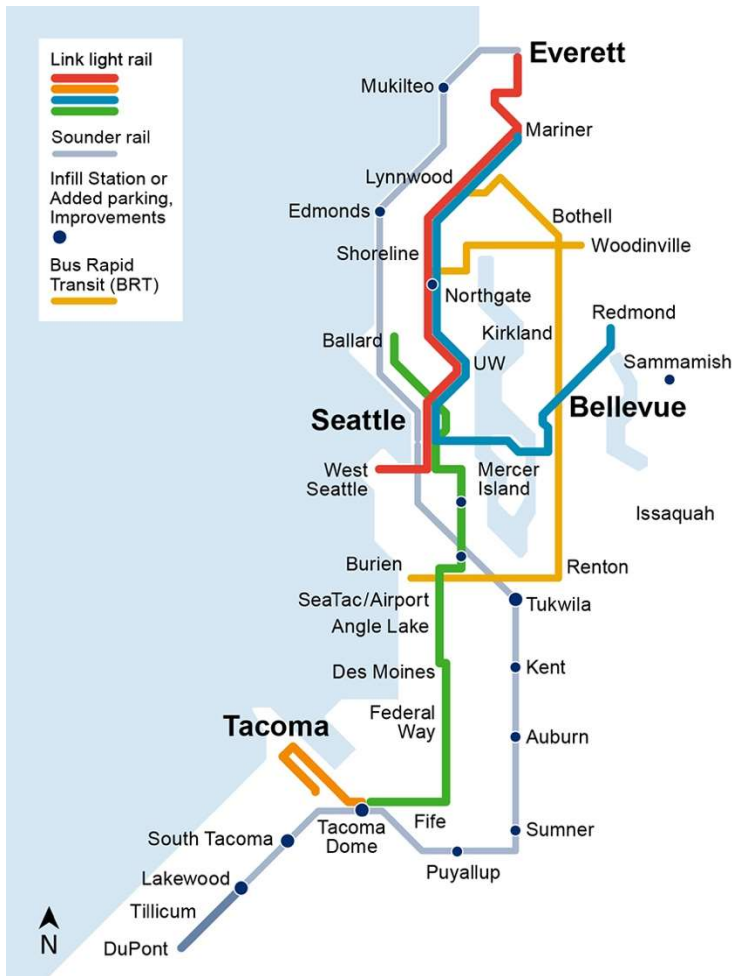 Link light rail
Sounder rail
Infill Station or
Added parking,
Improvements
Bus Rapid
Transit (BRT)
Everett
Mukilteo
Mariner
Lynnwood
Edmonds
Bothell
Shoreline
Woodinville
Northgate
Redmond
Ballard
Kirkland
UW
Sammamish
Seattle
Bellevue
West
Seattle
Mercer
Island
Issaquah
Burien
Renton
SeaTac/Airport
Tukwila
Angle Lake
Des Moines
Kent
Federal
Way
Tacoma
Auburn
Fife
Tacoma
Dome
Sumner
South Tacoma
Puyallup
Lakewood
Tillicum
DuPont
N